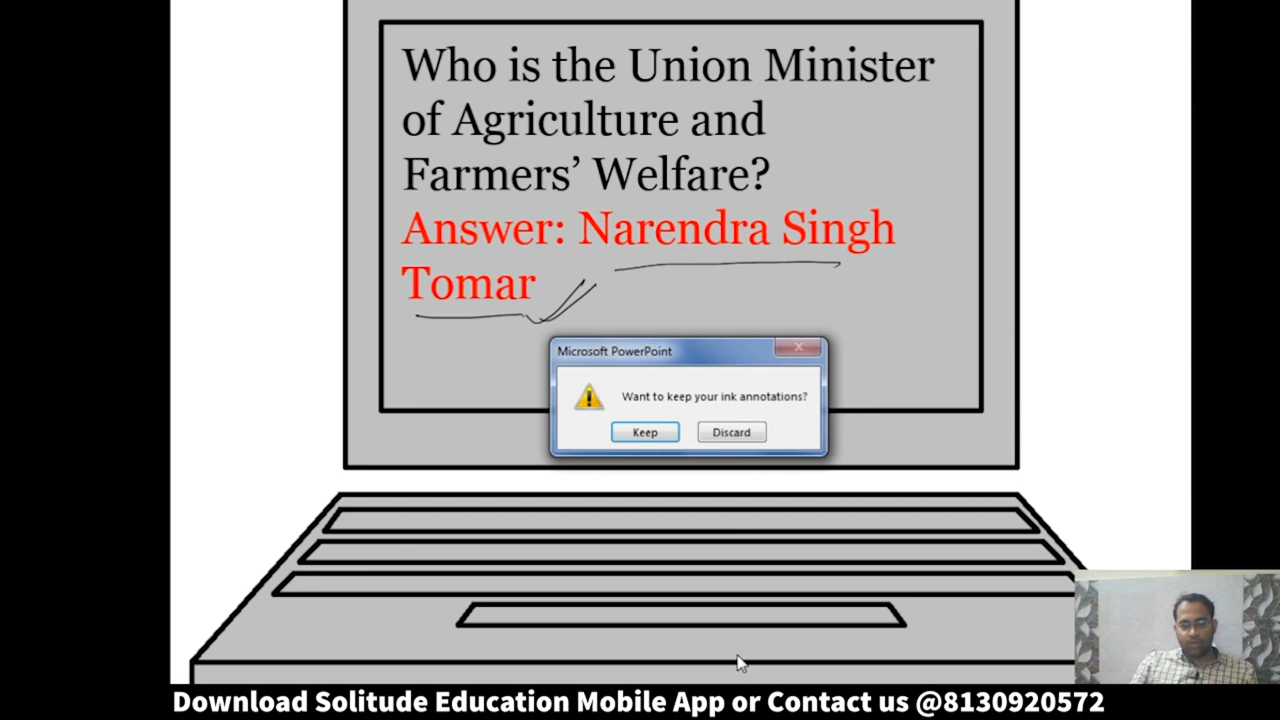 Who is the Union Minister
of Agriculture and
Farmers’ Welfare?
Answer: Narendra Singh
Tomar
Microsoft PowerPoint
Want to keep your ink annotations?
Keep Discard
Download Solitude Education Mobile App or Contact us @8130920572